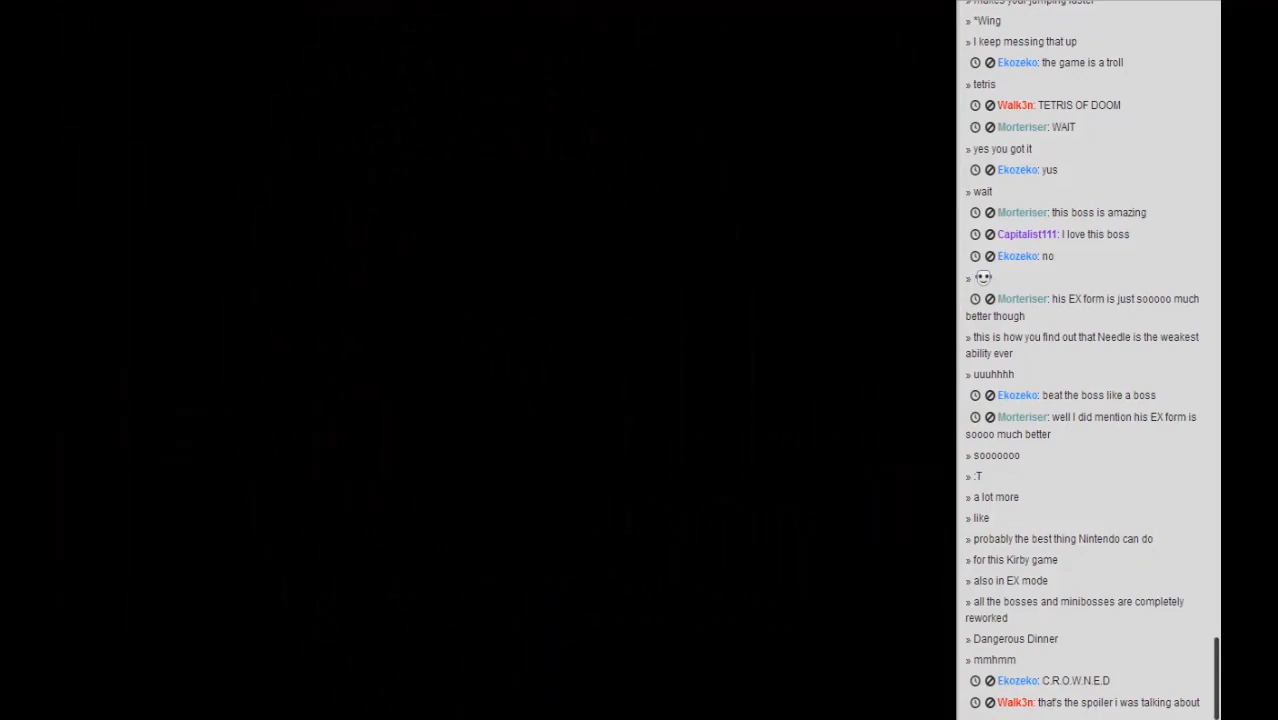 makes your jumping faster
» *Wing
» I keep messing that up
Ekozeko: the game is a troll
» tetris
Walk3n: TETRIS OF DOOM
Morteriser: WAIT
» yes you got it
Ekozeko: yus
» wait
Morteriser: this boss is amazing
Capitalist111: I love this boss
Ekozeko: no
»
Morteriser: his EX form is just sooooo much
better though
» this is how you find out that Needle is the weakest
ability ever
» uuuhhhh
Ekozeko: beat the boss like a boss
Morteriser: well I did mention his EX form is
soooo much better
» sooooooo
» :T
» a lot more
» like
» probably the best thing Nintendo can do
» for this Kirby game
» also in EX mode
» all the bosses and minibosses are completely
reworked
» Dangerous Dinner
» mmhmm
Ekozeko: C.R.O.W.N.E.D
Walk3n: that's the spoiler i was talking about